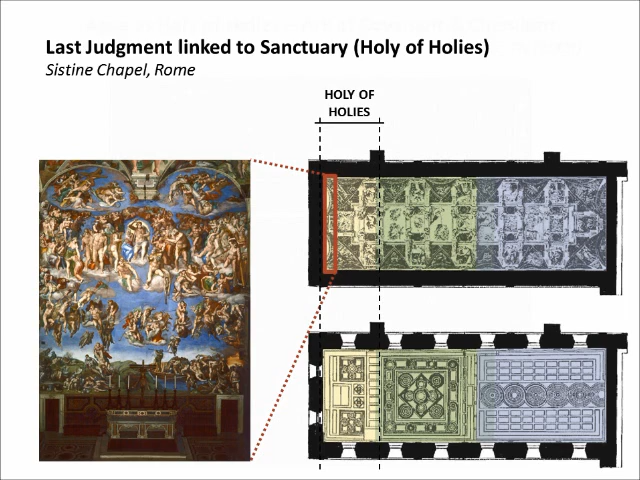 Last Judgment linked to Sanctuary (Holy of Holies)
Sistine Chapel, Rome
HOLY OF
HOLIES